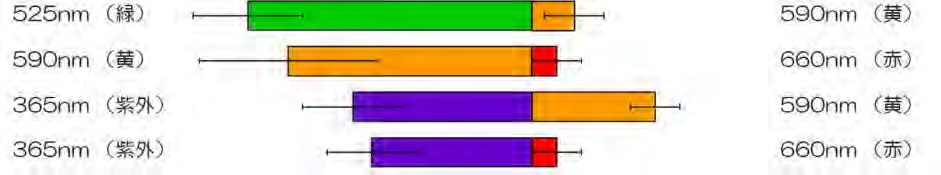 525nm （緑） 590nm （黄）
590nm （黄） 660nm （赤）
365nm （紫外） 590nm （黄）
365nm （紫外） 660nm （赤）